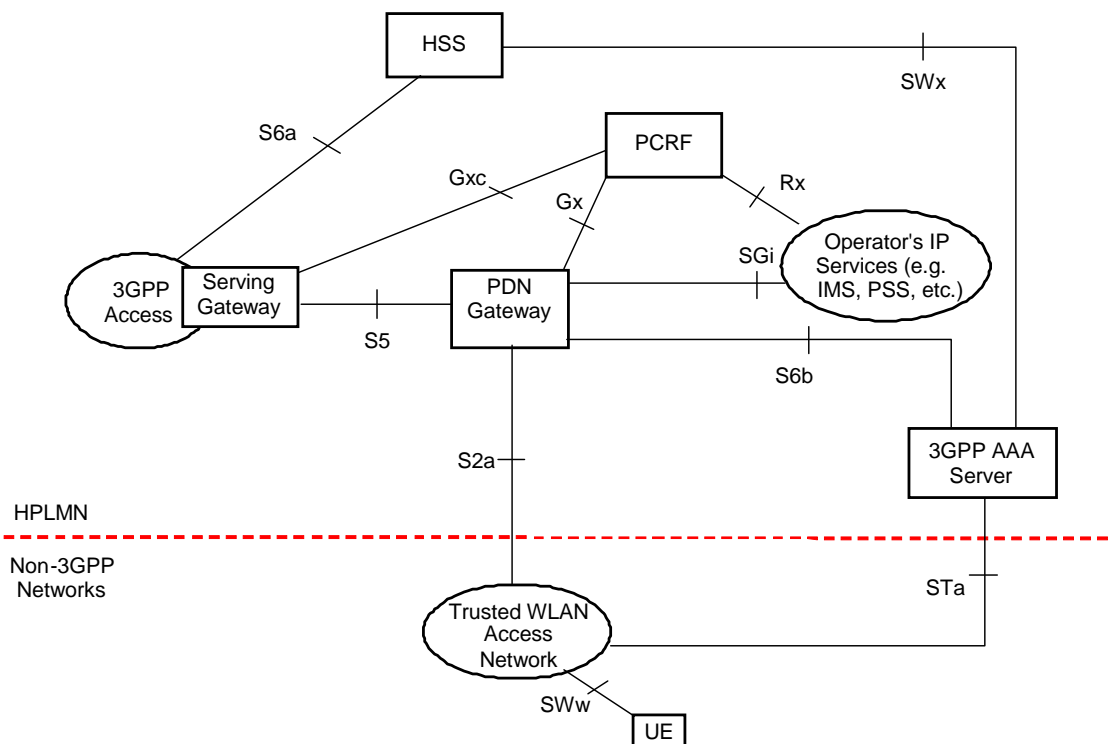 HSS
SWx
S6a
PCRF
Gxc
Rx
Gx
Operator's IP
Services (e.g.
IMS, PSS, etc.)
SGi
3GPP
Access
Serving
Gateway
PDN
Gateway
S5
S6b
S2a
3GPP AAA
Server
HPLMN
Non-3GPP
Networks
STa
Trusted WLAN
Access
Network
SWw
UE